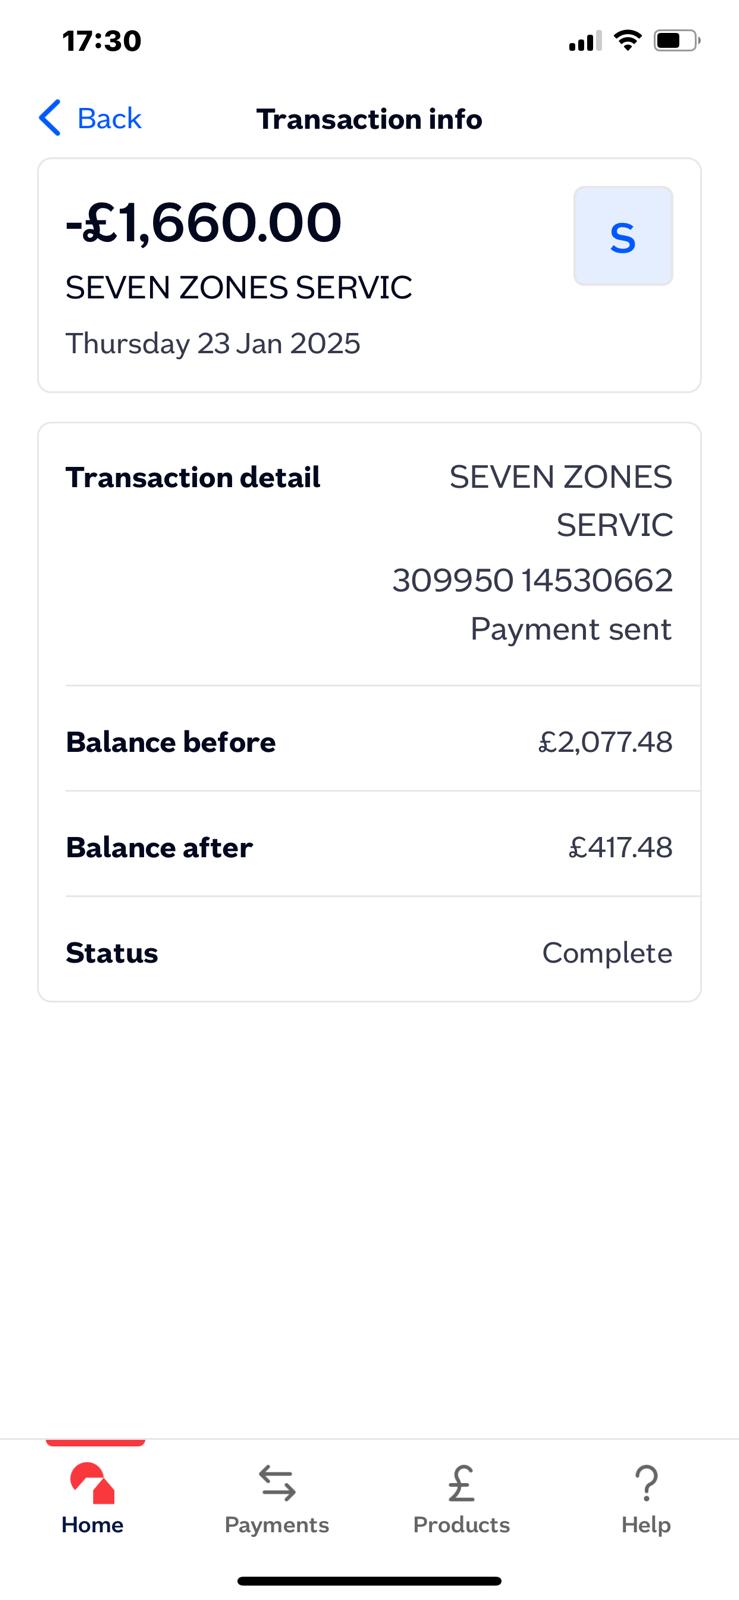 17:30
Back
Transaction info
-£1,660.00
S
SEVEN ZONES SERVIC
Thursday 23 Jan 2025
Transaction detail
SEVEN ZONES
SERVIC
309950 14530662
Payment sent
Balance before
£2,077.48
Balance after
£417.48
Status
Complete
Home
Payments
Products
Help